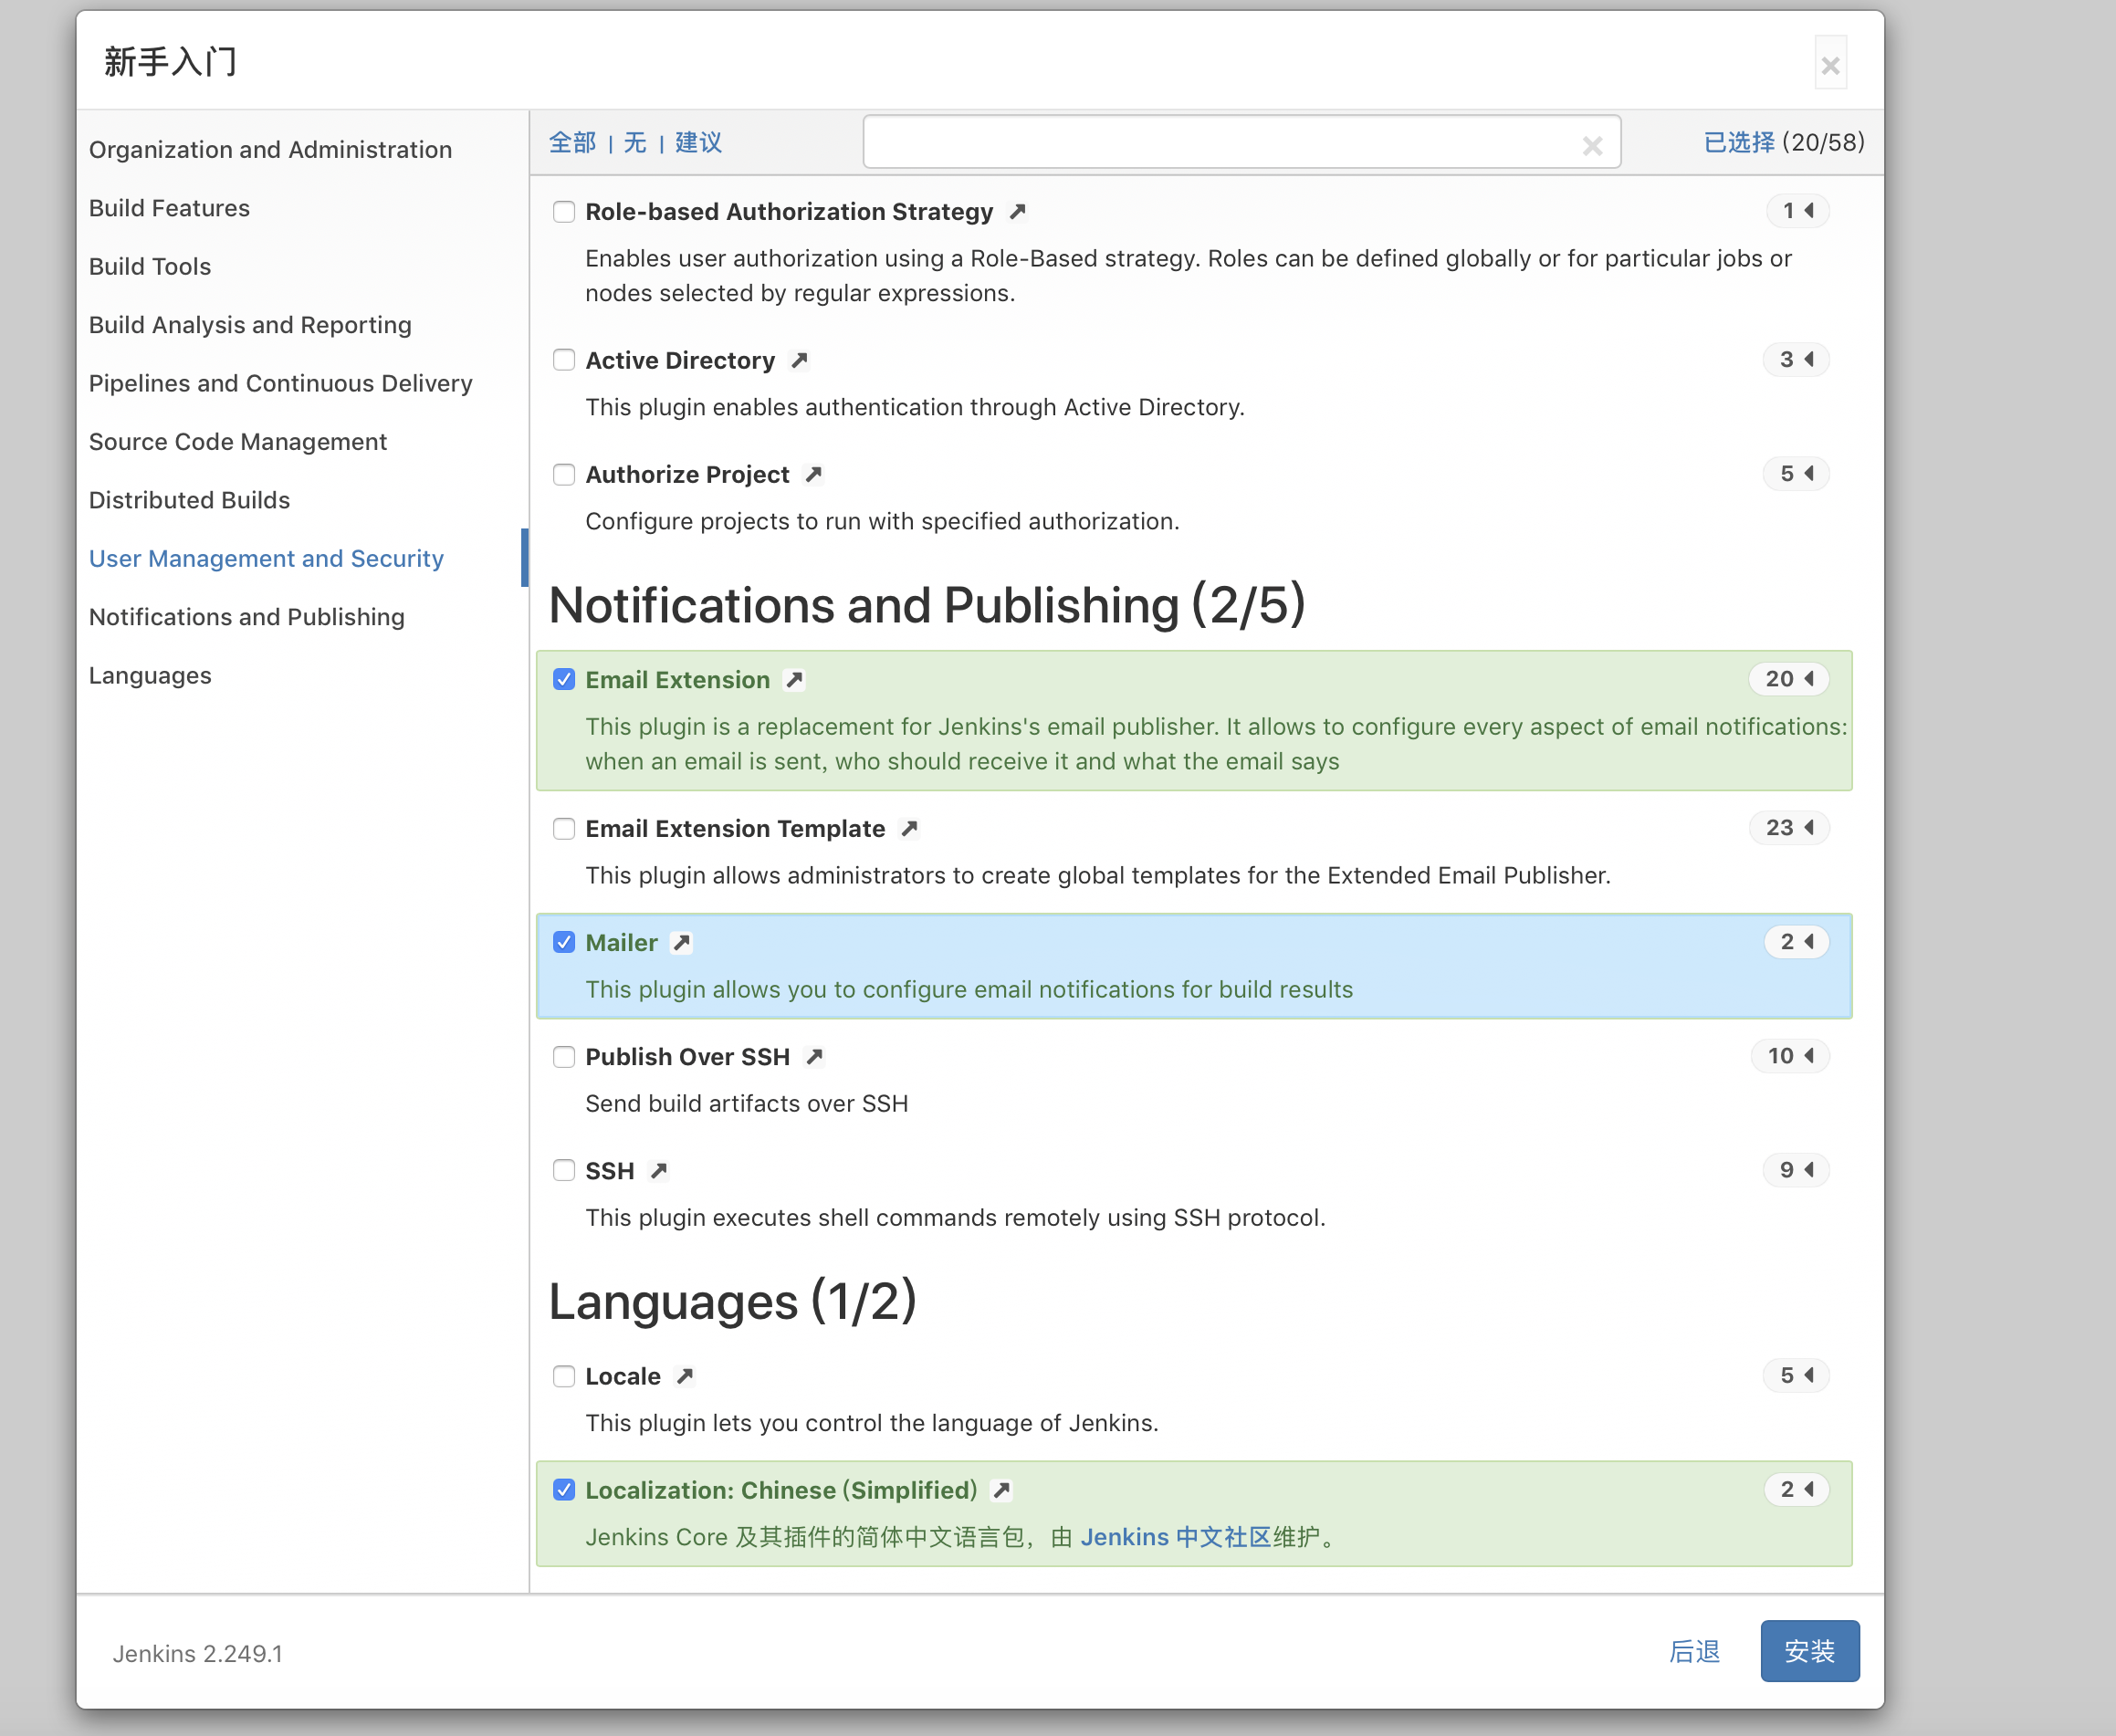 新手入门
×
Organization and Administration
Build Features
Build Tools
Build Analysis and Reporting
Pipelines and Continuous Delivery
Source Code Management
Distributed Builds
User Management and Security
Notifications and Publishing
Languages
全部 | 无 | 建议
×
已选择 (20/58)
Role-based Authorization Strategy
1
Enables user authorization using a Role-Based strategy. Roles can be defined globally or for particular jobs or
nodes selected by regular expressions.
Active Directory
3
This plugin enables authentication through Active Directory.
Authorize Project
5
Configure projects to run with specified authorization.
Notifications and Publishing (2/5)
Email Extension
20
This plugin is a replacement for Jenkins's email publisher. It allows to configure every aspect of email notifications:
when an email is sent, who should receive it and what the email says
Email Extension Template
23
This plugin allows administrators to create global templates for the Extended Email Publisher.
Mailer
2
This plugin allows you to configure email notifications for build results
Publish Over SSH
10
Send build artifacts over SSH
SSH
9
This plugin executes shell commands remotely using SSH protocol.
Languages (1/2)
Locale
5
This plugin lets you control the language of Jenkins.
Localization: Chinese (Simplified)
2
Jenkins Core 及其插件的简体中文语言包，由 Jenkins 中文社区维护。
Jenkins 2.249.1
后退
安装